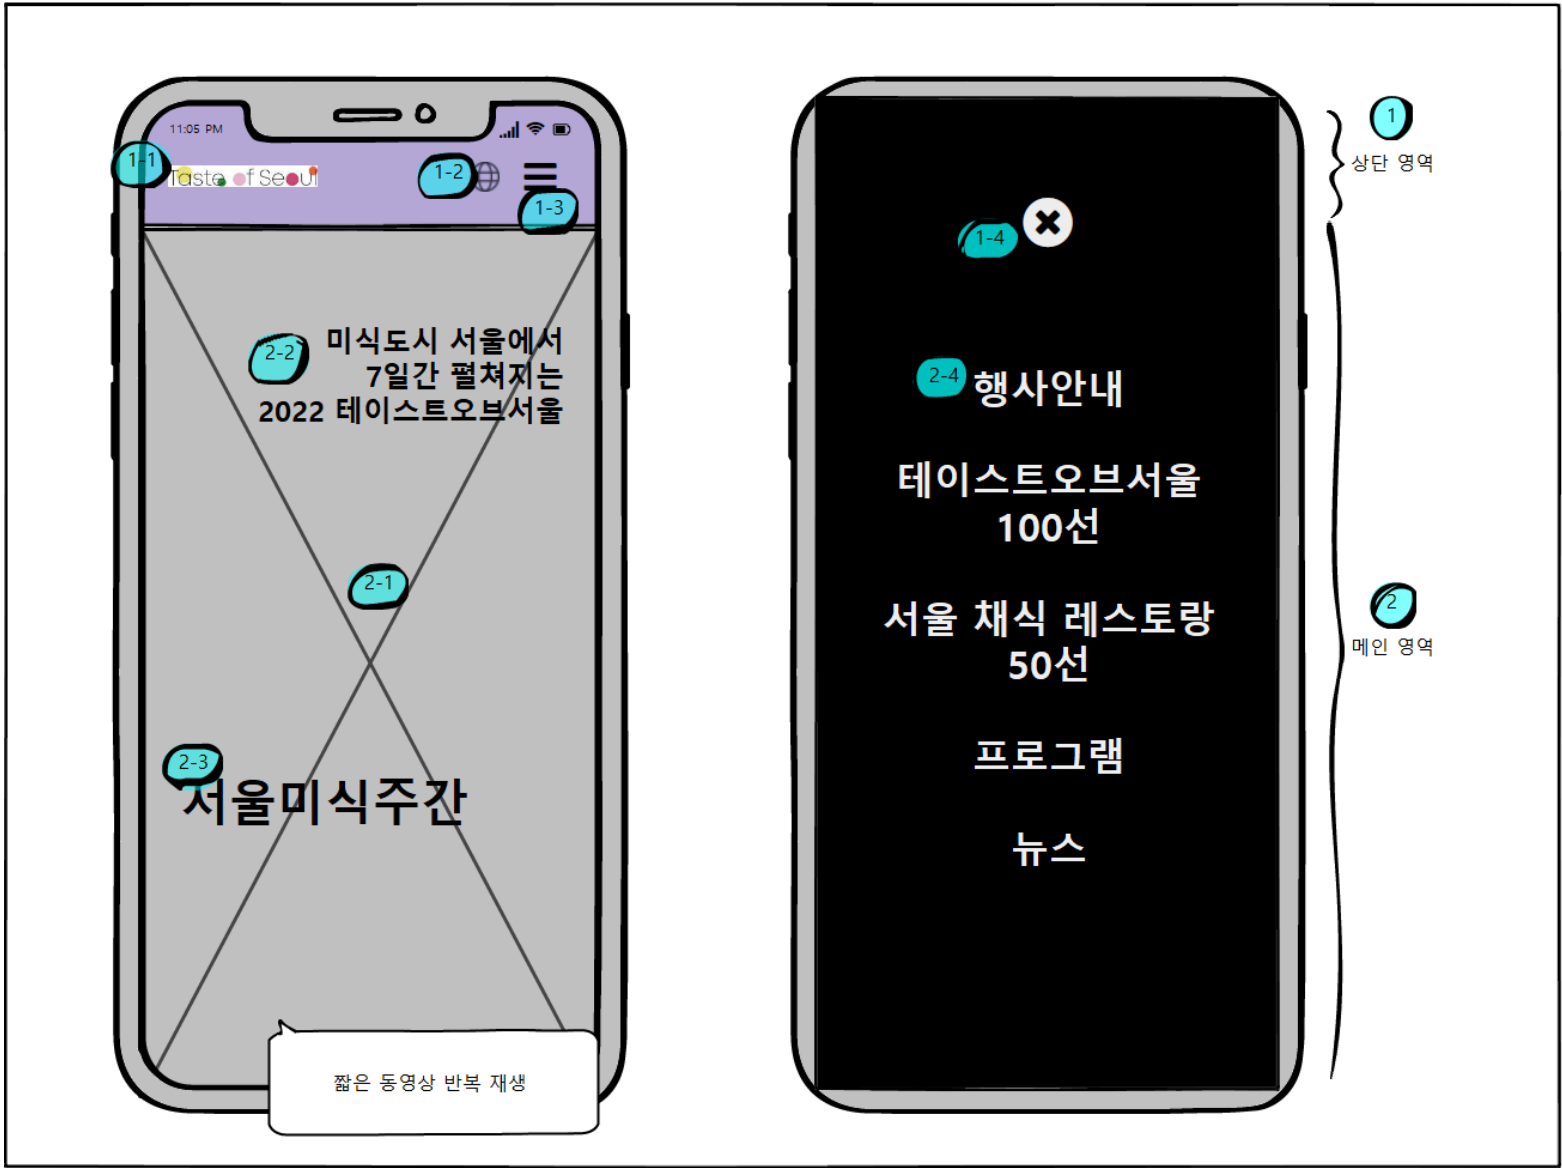 11:05 PM
1-1
Taste of Seoul
1-2
1-3
2-2
미식도시 서울에서
7일간 펼쳐지는
2022 테이스트오브서울
2-1
2-3
서울미식주간
짧은 동영상 반복 재생
1-4
2-4
행사안내
테이스트오브서울
100선
서울 채식 레스토랑
50선
프로그램
뉴스
1
상단 영역
2
메인 영역